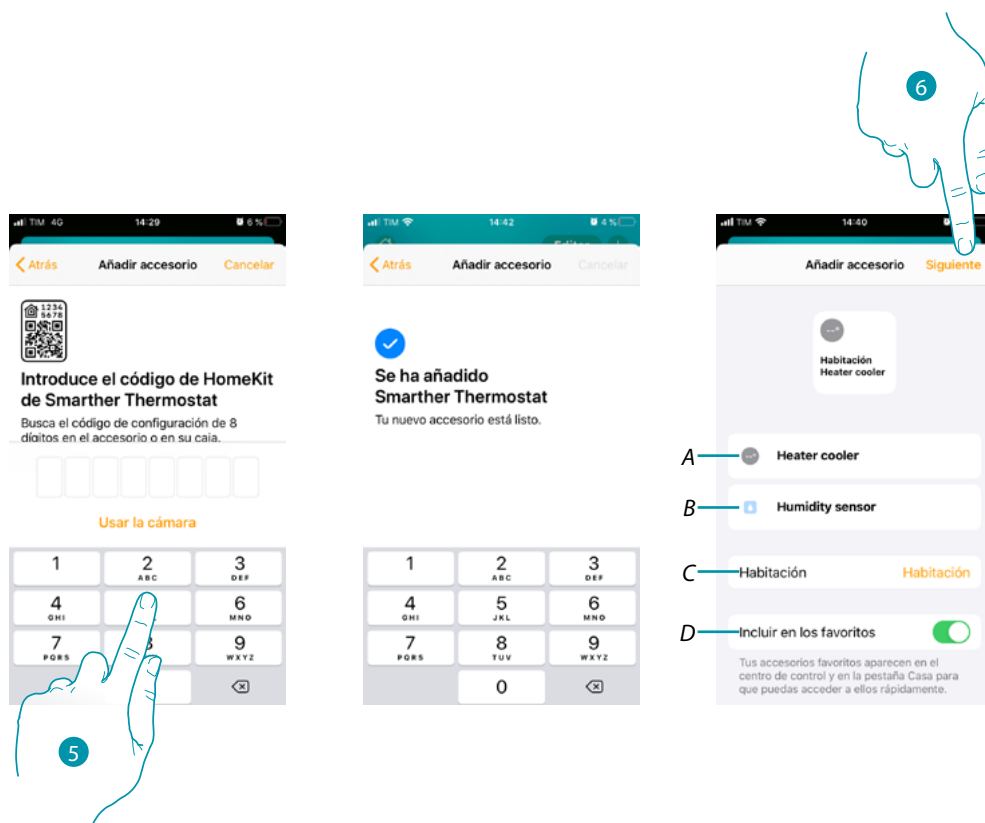 6
TIM 4G 14:29 6 %
Atrás Añadir accesorio Cancelar
1234
5678
Introduce el código de HomeKit
de Smarther Thermostat
Busca el código de configuración de 8
dígitos en el accesorio o en su caja.
Usar la cámara
1
2
ABC
3
DEF
4
GHI
6
MNO
7
PQRS
9
WXYZ
5
TIM 14:42 4 %
Editar +
Atrás Añadir accesorio Cancelar
Se ha añadido
Smarther Thermostat
Tu nuevo accesorio está listo.
1
2
ABC
3
DEF
4
GHI
5
JKL
6
MNO
7
PQRS
8
TUV
9
WXYZ
0
TIM 14:40
Añadir accesorio Siguiente
--°
Habitación
Heater cooler
A --° Heater cooler
B Humidity sensor
C Habitación Habitación
D Incluir en los favoritos
Tus accesorios favoritos aparecen en el
centro de control y en la pestaña Casa para
que puedas acceder a ellos rápidamente.